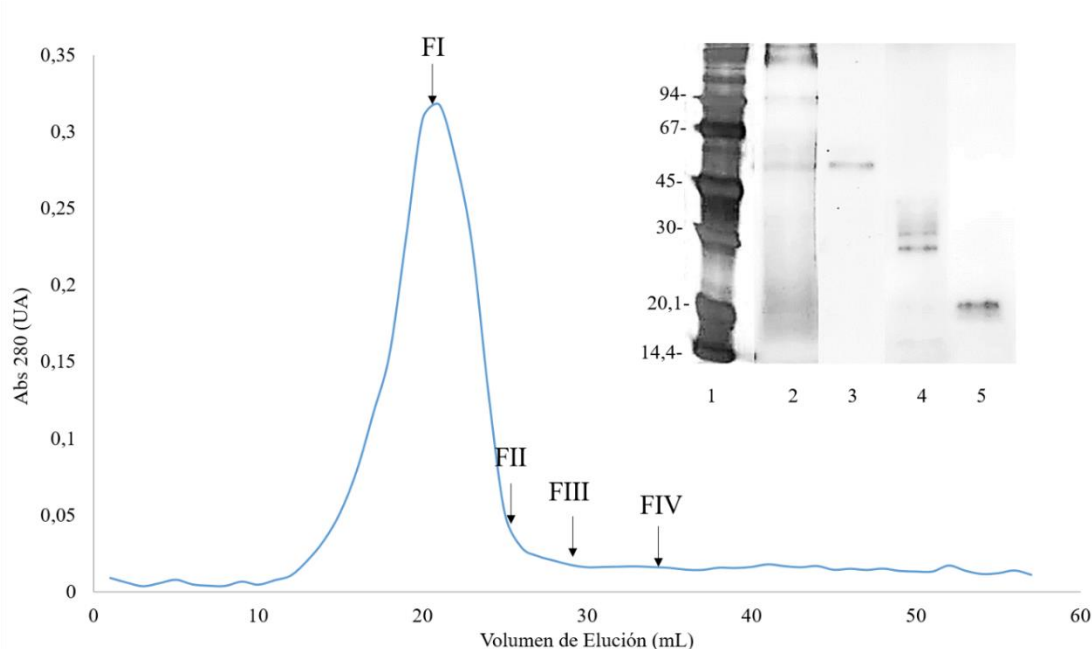 FI
FII
FIII
FIV
Abs 280 (UA)
0,35
0,3
0,25
0,2
0,15
0,1
0,05
0
0 10 20 30 40 50 60
Volumen de Elución (mL)
94-
67-
45-
30-
20,1-
14,4-
1 2 3 4 5